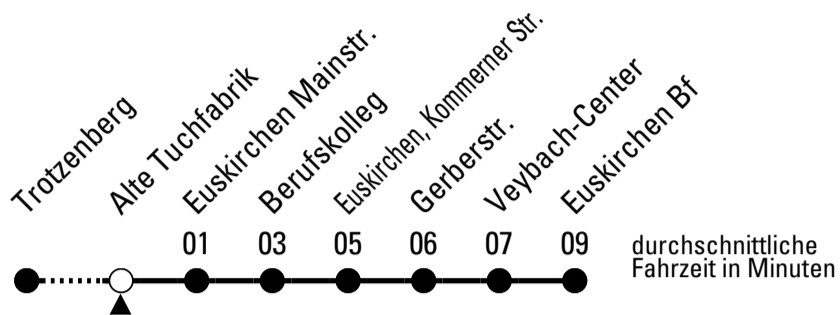 Trotzenberg
Alte Tuchfabrik
Euskirchen Mainstr.
Berufskolleg
Euskirchen, Kommerner Str.
Gerberstr.
Veybach-Center
Euskirchen Bf
01 03 05 06 07 09
durchschnittliche
Fahrzeit in Minuten